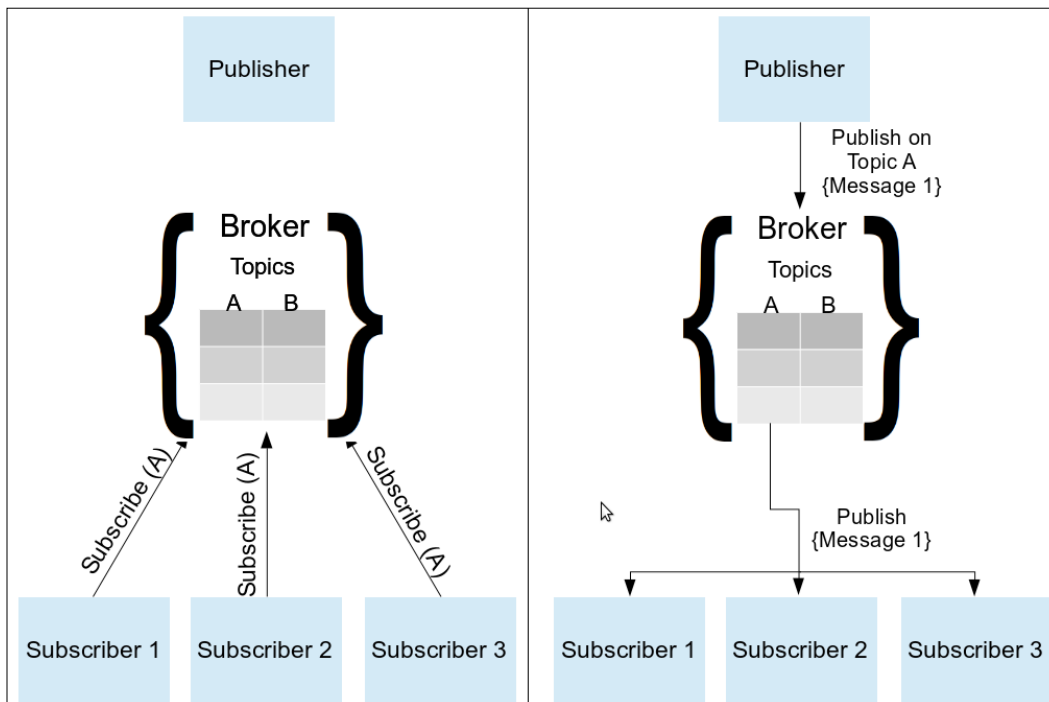 Publisher
Broker
Topics
A B
Subscribe (A)
Subscribe (A)
Subscribe (A)
Subscriber 1
Subscriber 2
Subscriber 3
Publisher
Publish on
Topic A
{Message 1}
Broker
Topics
A B
Publish
{Message 1}
Subscriber 1
Subscriber 2
Subscriber 3